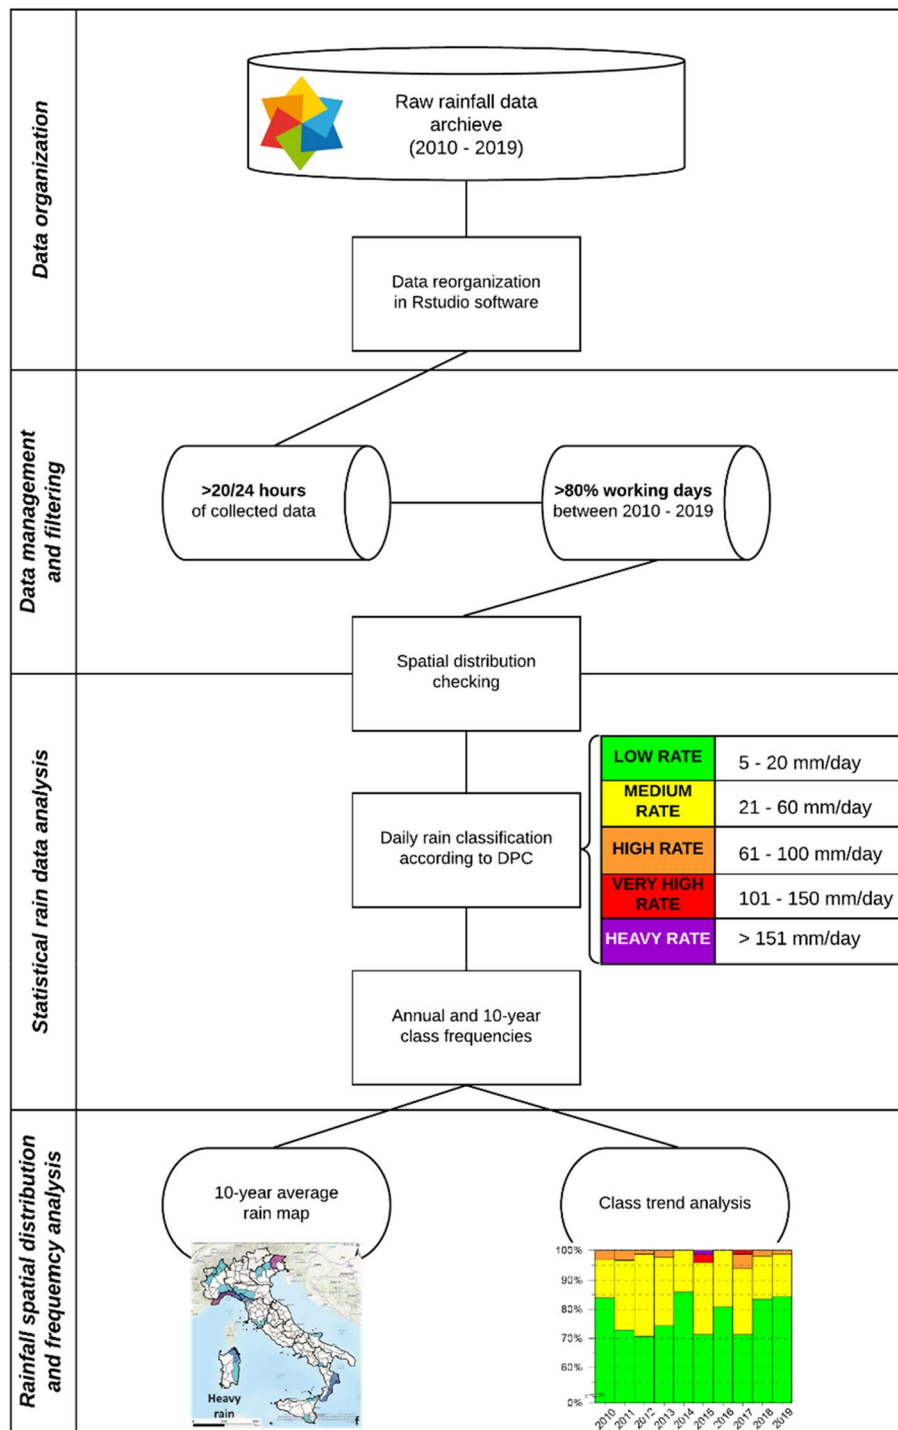 Data organization
Raw rainfall data
archieve
(2010 - 2019)
Data reorganization
in Rstudio software
Data management
and filtering
>20/24 hours
of collected data
>80% working days
between 2010 - 2019
Spatial distribution
checking
Statistical rain data analysis
Daily rain classification
according to DPC
LOW RATE
5 - 20 mm/day
MEDIUM
RATE
21 - 60 mm/day
HIGH RATE
61 - 100 mm/day
VERY HIGH
RATE
101 - 150 mm/day
HEAVY RATE
> 151 mm/day
Annual and 10-year
class frequencies
Rainfall spatial distribution
and frequency analysis
10-year average
rain map
Heavy
rain
f
Class trend analysis
100%
90%
80%
70%
60%
0%
2010
2011
2012
2013
2014
2015
2016
2017
2018
2019